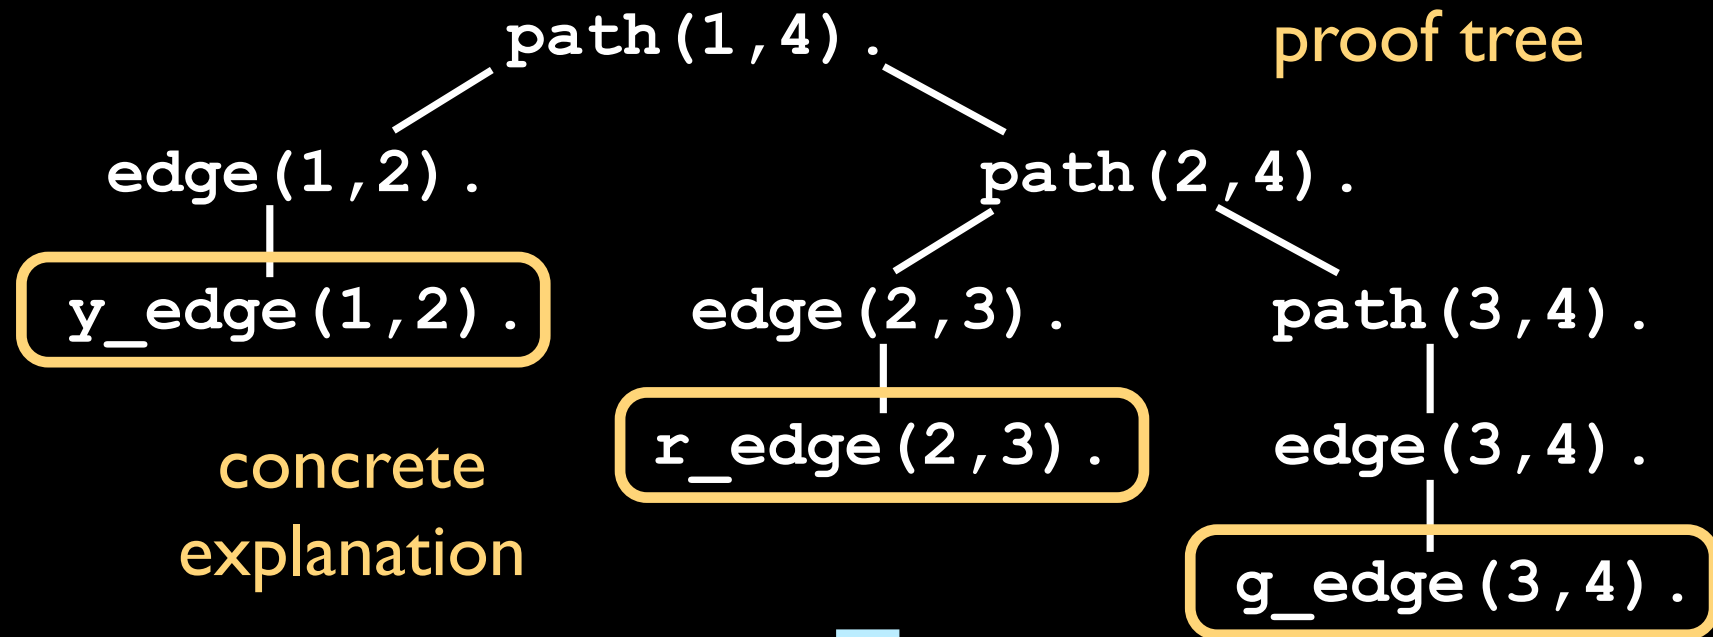 path(1,4).
proof tree
edge(1,2).
path(2,4).
y_edge(1,2).
edge(2,3).
path(3,4).
r_edge(2,3).
edge(3,4).
concrete
explanation
g_edge(3,4).